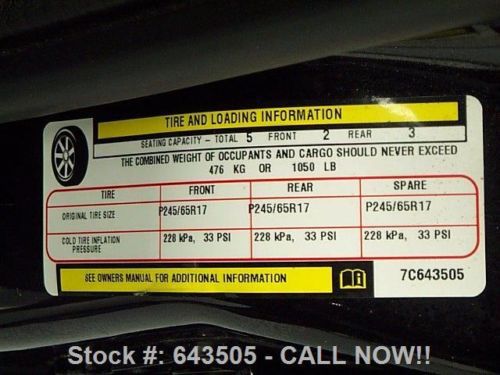 TIRE AND LOADING INFORMATION
SEATING CAPACITY - TOTAL 5 FRONT 2 REAR 3
THE COMBINED WEIGHT OF OCCUPANTS AND CARGO SHOULD NEVER EXCEED
476 KG OR 1050 LB
TIRE FRONT REAR SPARE
ORIGINAL TIRE SIZE P245/65R17 P245/65R17 P245/65R17
COLD TIRE INFLATION
PRESSURE 228 kPa, 33 PSI 228 kPa, 33 PSI 228 kPa, 33 PSI
SEE OWNERS MANUAL FOR ADDITIONAL INFORMATION 7C643505
Stock #: 643505 - CALL NOW!!